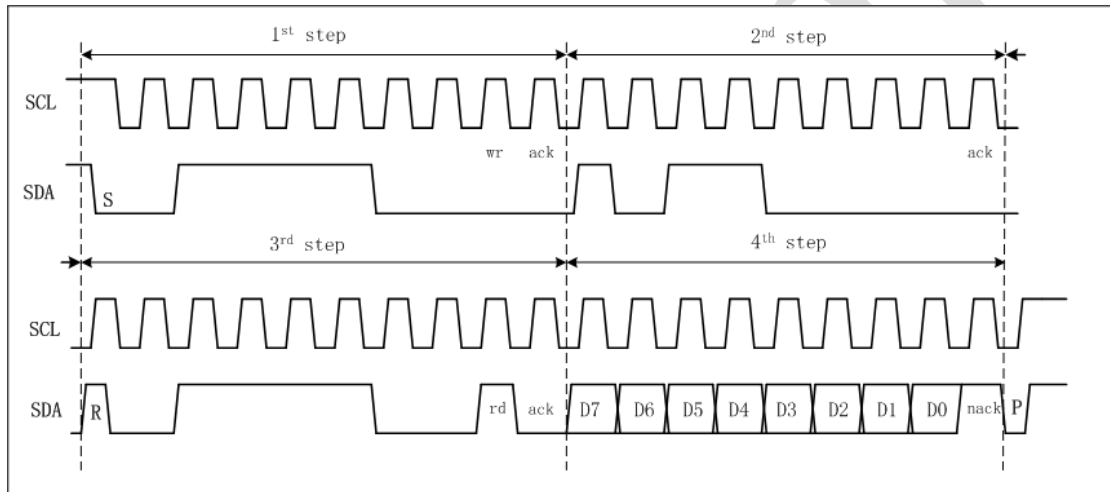 1st step 2nd step
SCL
wr ack ack
SDA S
3rd step 4th step
SCL
SDA R rd ack D7 D6 D5 D4 D3 D2 D1 D0 nack P